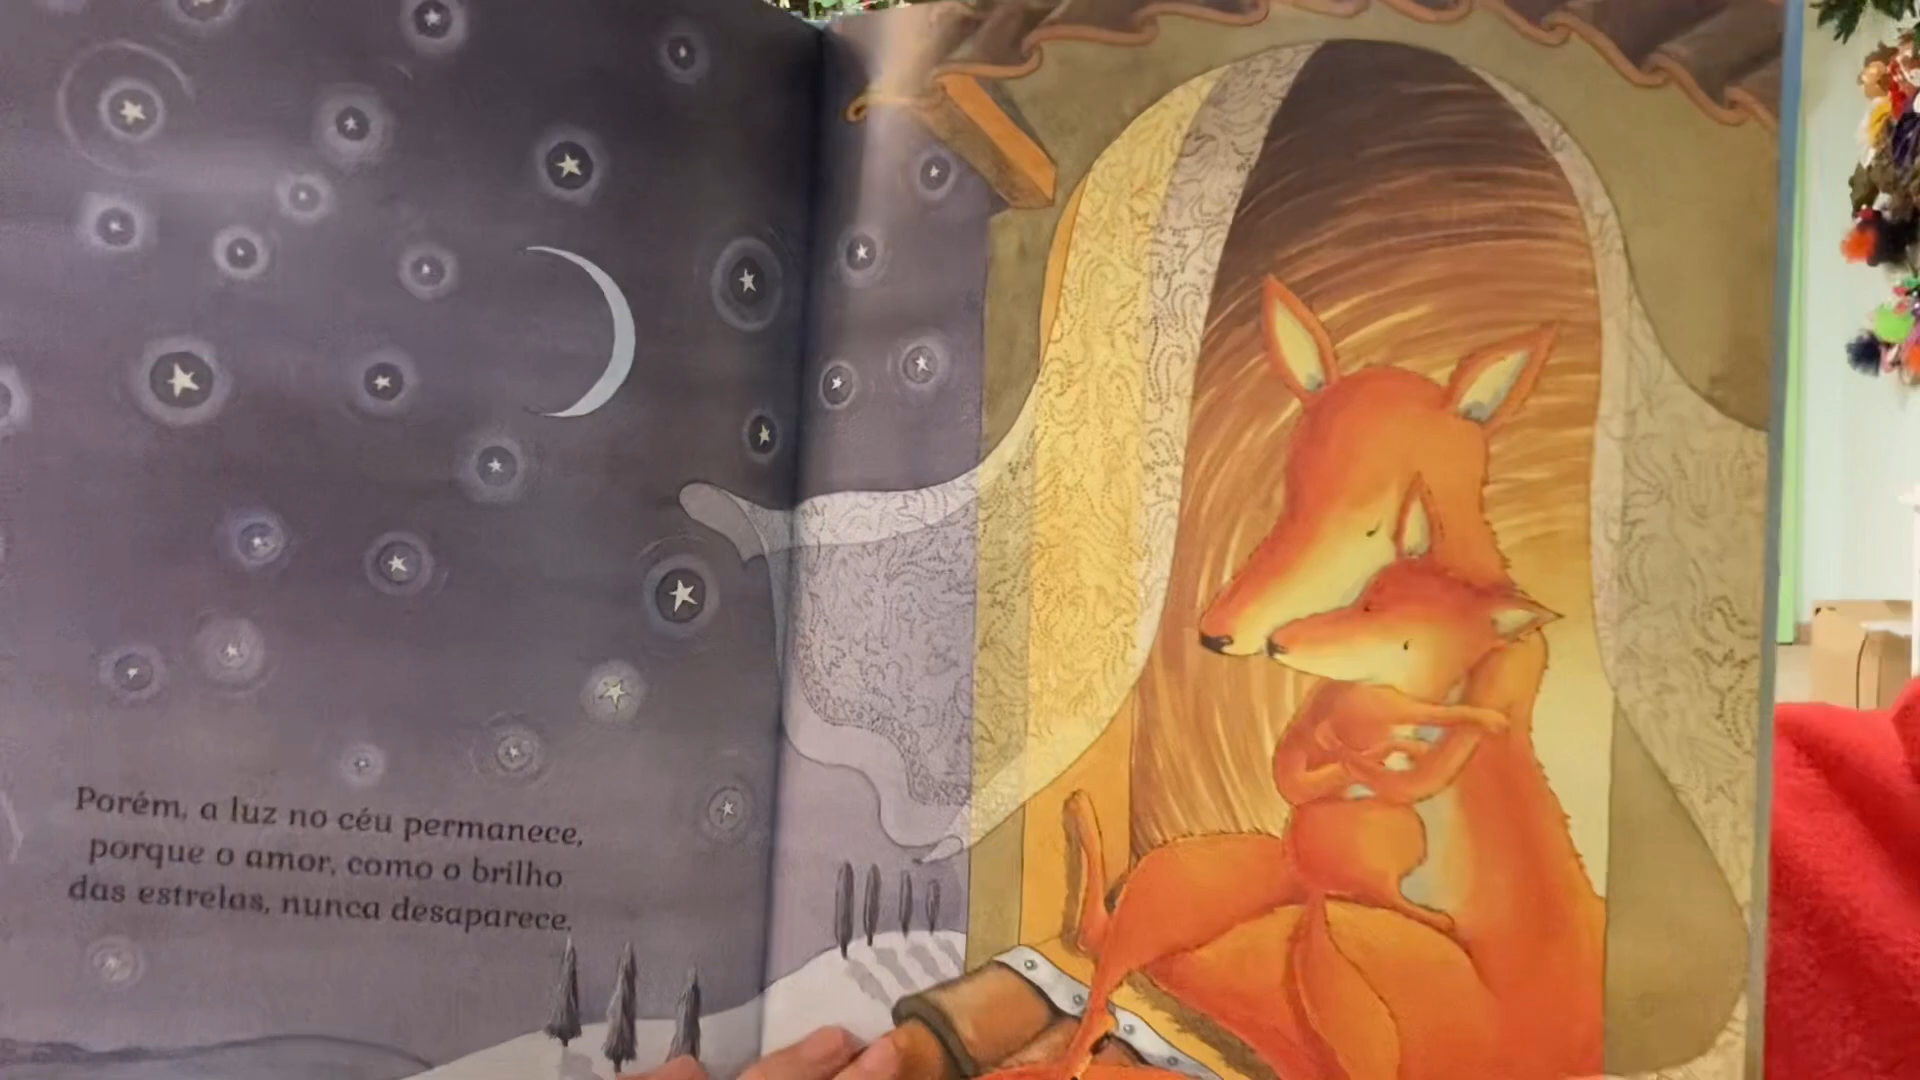 Porém, a luz no céu permanece,
porque o amor, como o brilho
das estrelas, nunca desaparece.